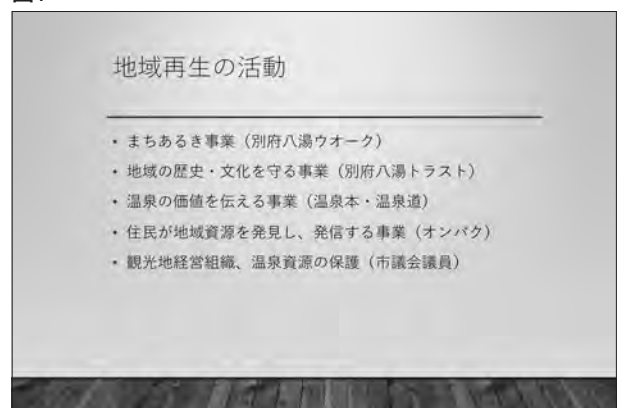 地域再生の活動
• まちあるき事業（別府八湯ウオーク）
• 地域の歴史・文化を守る事業（別府八湯トラスト）
• 温泉の価値を伝える事業（温泉本・温泉道）
• 住民が地域資源を発見し、発信する事業（オンパク）
• 観光地経営組織、温泉資源の保護（市議会議員）